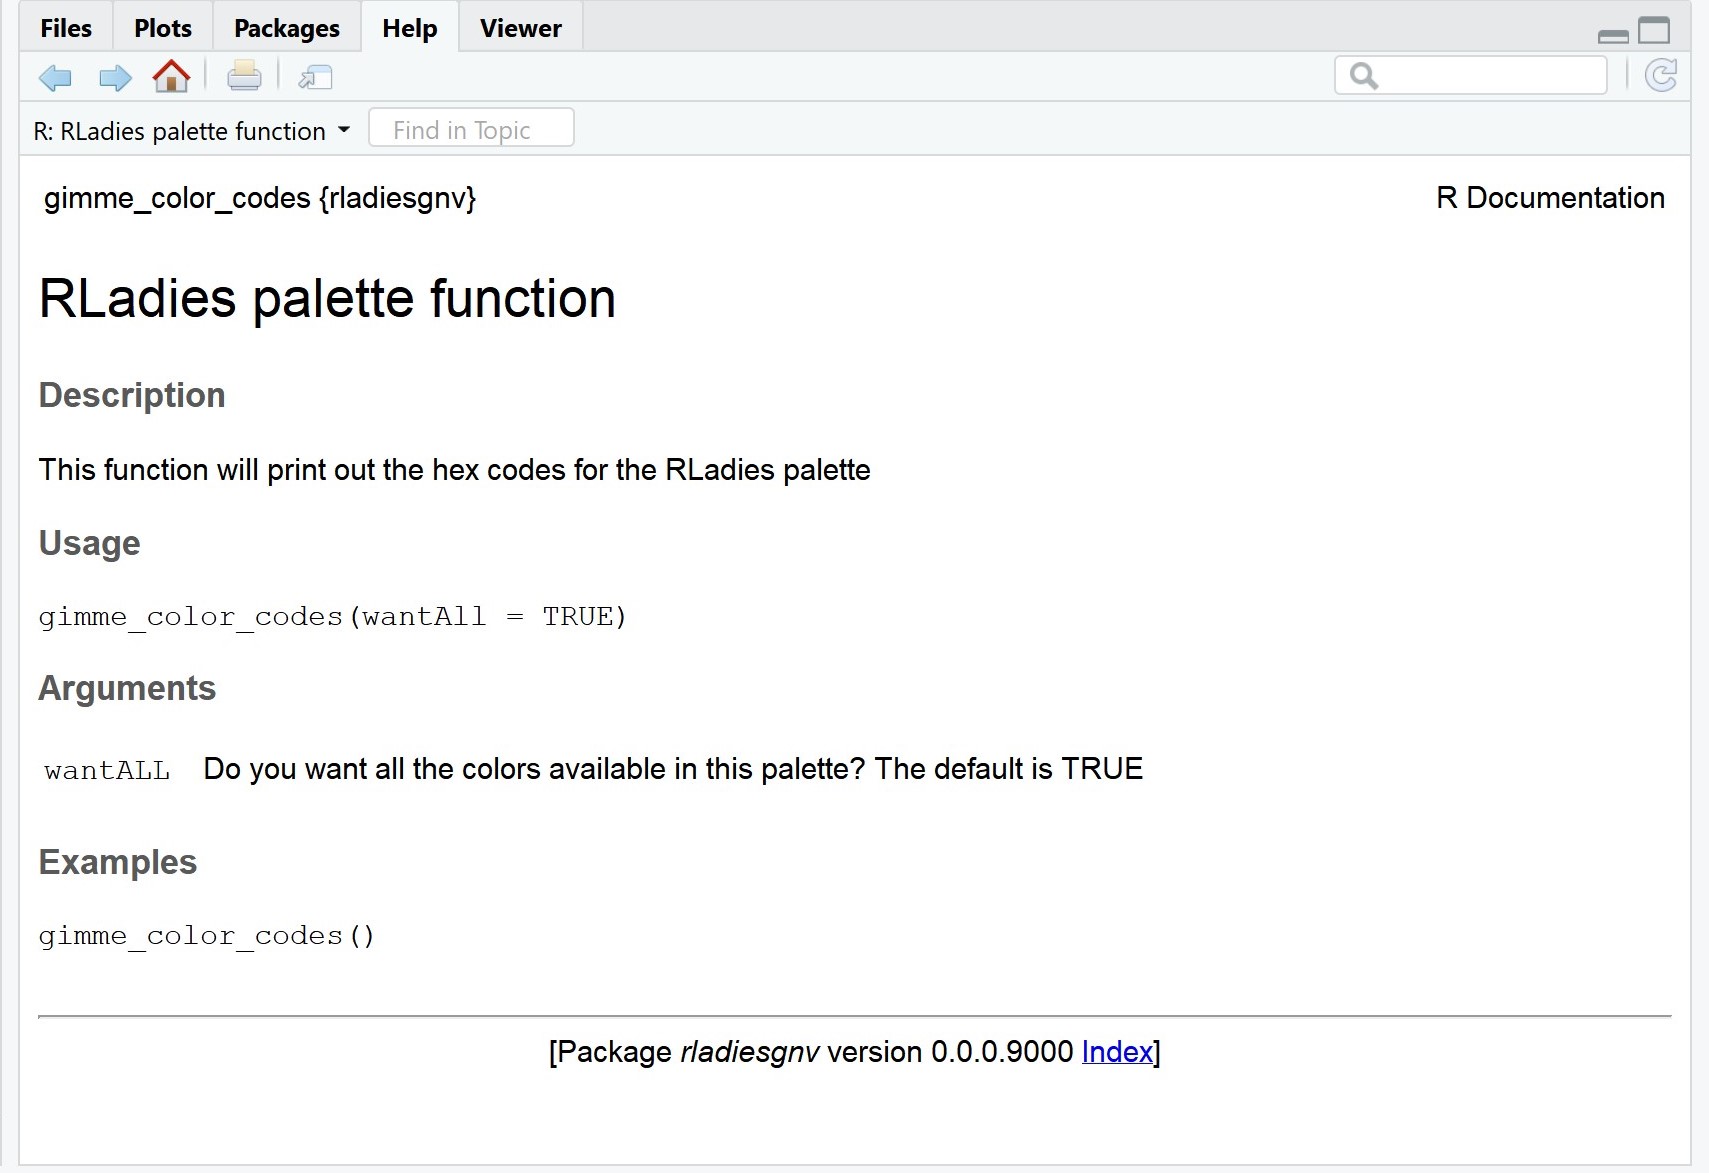 Files Plots Packages Help Viewer
R: RLadies palette function Find in Topic
gimme_color_codes {rladiesgnv} R Documentation
RLadies palette function
Description
This function will print out the hex codes for the RLadies palette
Usage
gimme_color_codes(wantAll = TRUE)
Arguments
wantALL Do you want all the colors available in this palette? The default is TRUE
Examples
gimme_color_codes()
[Package rladiesgnv version 0.0.0.9000 Index]